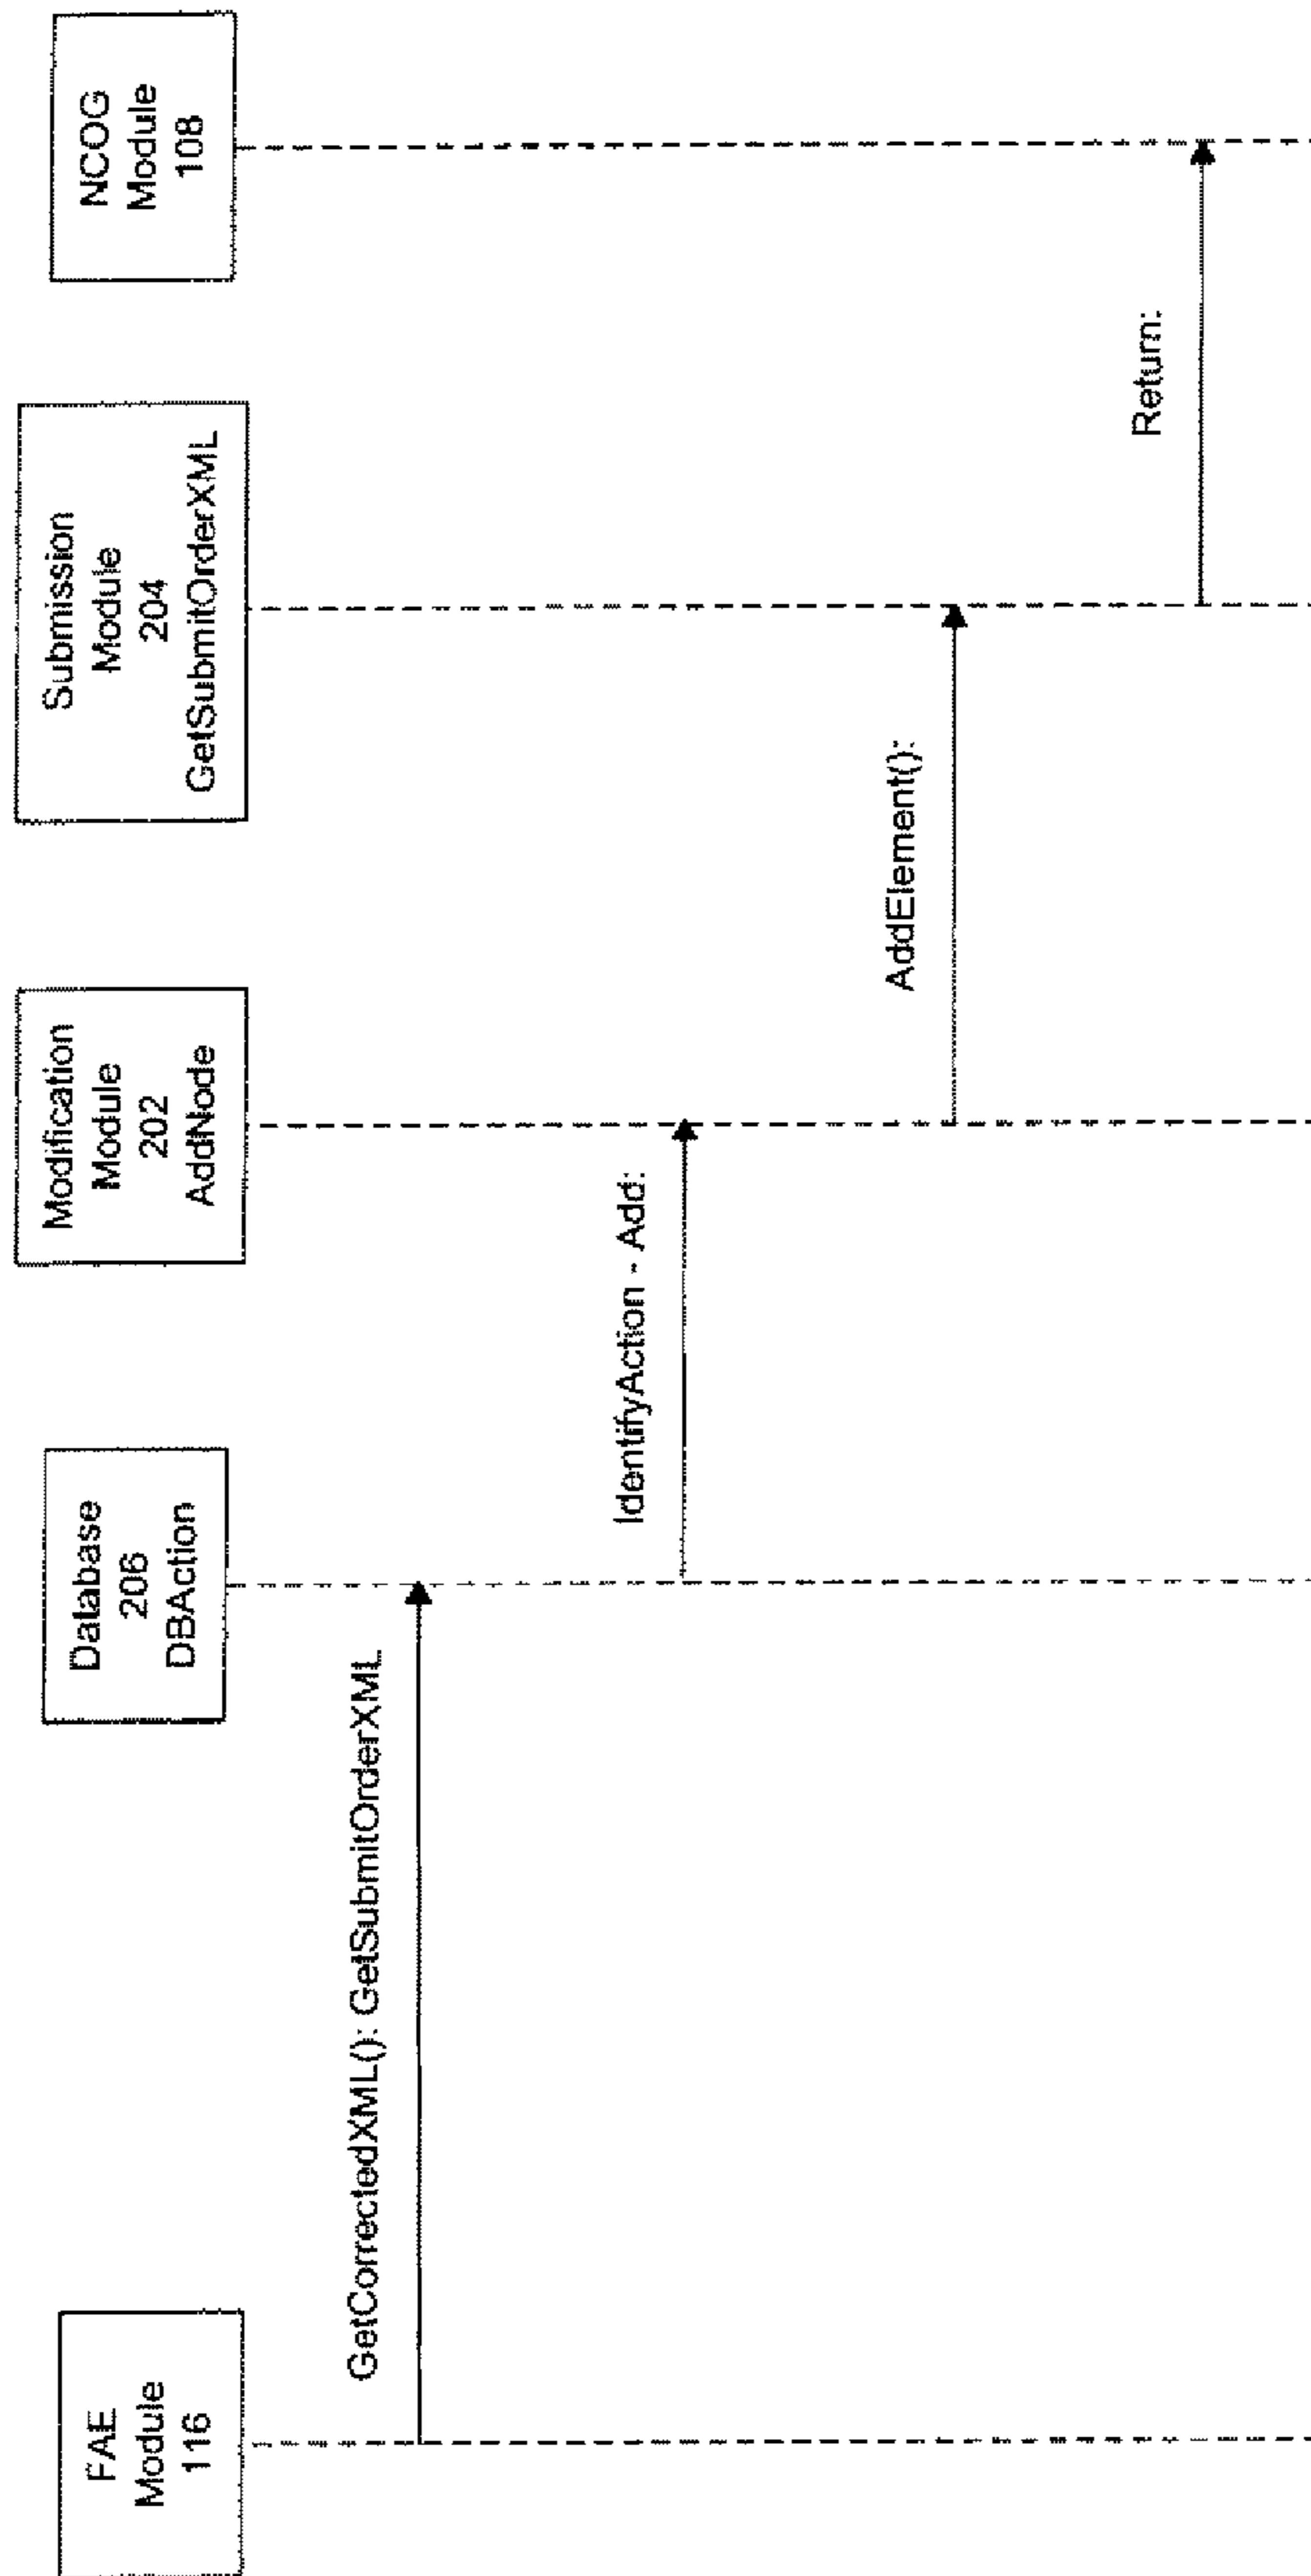 FAE
Module
116
Database
206
DBAction
Modification
Module
202
AddNode
Submission
Module
204
GetSubmitOrderXML
NCOG
Module
108
GetCorrectedXML(): GetSubmitOrderXML
IdentifyAction - Add:
AddElement():
Return: